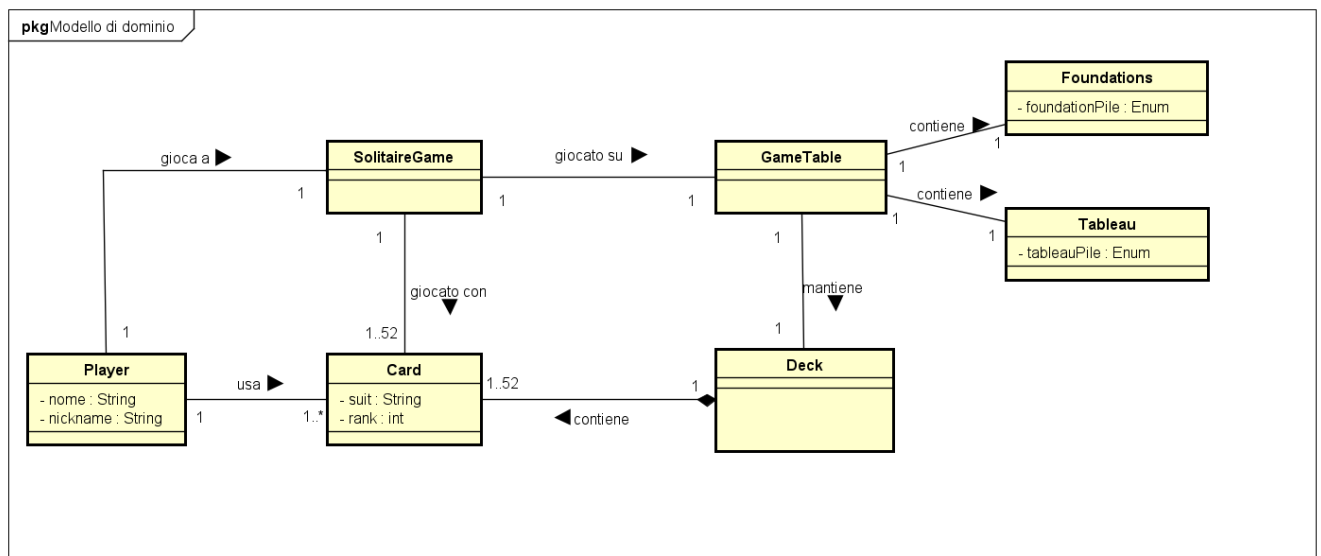 pkg Modello di dominio
Foundations
- foundationPile : Enum
contiene
1
1
gioca a
SolitaireGame
giocato su
GameTable
1
1
1
contiene
1
1
Tableau
- tableauPile : Enum
1
1
giocato con
mantiene
1
1..52
1
Player
- nome : String
- nickname : String
usa
1
1..*
Card
- suit : String
- rank : int
1..52
contiene
1
Deck